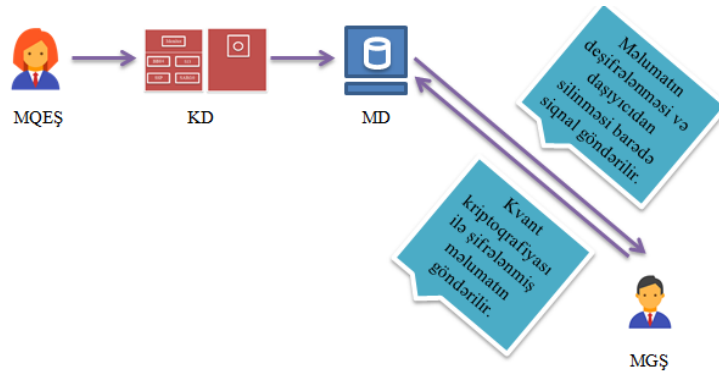 MQEŞ
KD
MD
Məlumatın
deşifrələnməsi və
daşıyıcıdan
silinməsi barədə
siqnal göndərilir.
Kvant
kriptoqrafiyası
ilə şifrələnmiş
məlumatın
göndərilir.
MGŞ